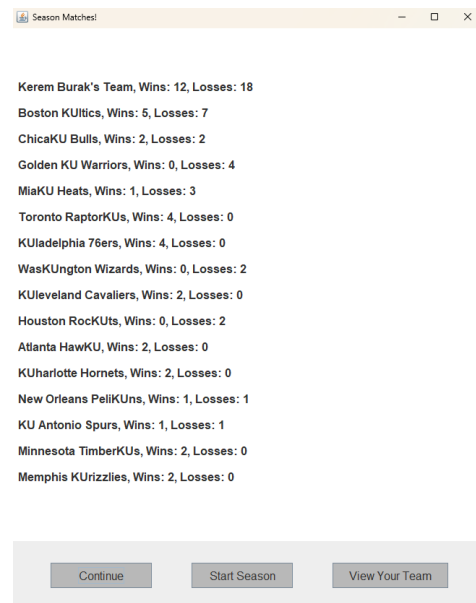 Season Matches!
Kerem Burak's Team, Wins: 12, Losses: 18
Boston KUltics, Wins: 5, Losses: 7
ChicaKU Bulls, Wins: 2, Losses: 2
Golden KU Warriors, Wins: 0, Losses: 4
MiaKU Heats, Wins: 1, Losses: 3
Toronto RaptorKUs, Wins: 4, Losses: 0
KUladelphia 76ers, Wins: 4, Losses: 0
WasKUngton Wizards, Wins: 0, Losses: 2
KUleveland Cavaliers, Wins: 2, Losses: 0
Houston RocKUts, Wins: 0, Losses: 2
Atlanta HawKU, Wins: 2, Losses: 0
KUharlotte Hornets, Wins: 2, Losses: 0
New Orleans PeliKUns, Wins: 1, Losses: 1
KU Antonio Spurs, Wins: 1, Losses: 1
Minnesota TimberKUs, Wins: 2, Losses: 0
Memphis KUrizzlies, Wins: 2, Losses: 0
Continue Start Season View Your Team